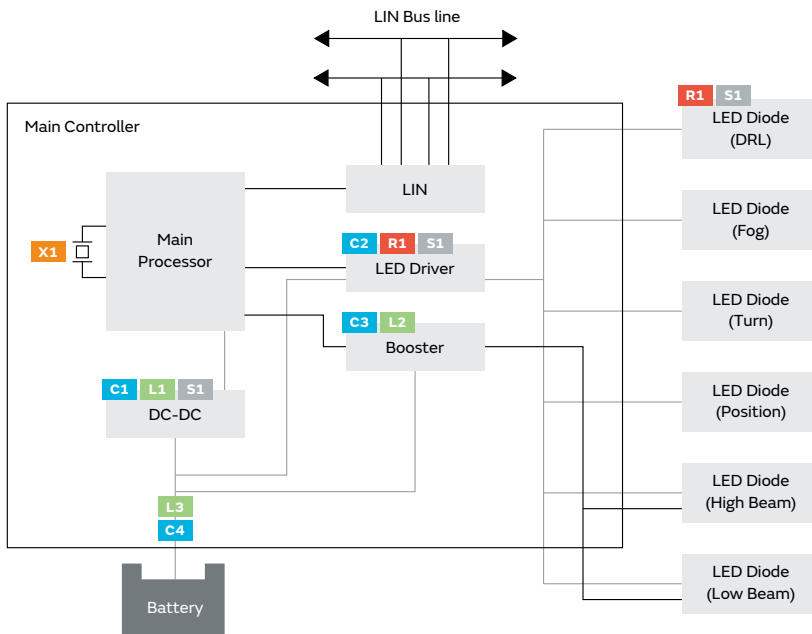 LIN Bus line
Main Controller
R1 S1
LED Diode
(DRL)
LIN
Main
Processor
X1
LED Diode
(Fog)
C2 R1 S1
LED Driver
LED Diode
(Turn)
C3 L2
Booster
C1 L1 S1
DC-DC
LED Diode
(Position)
LED Diode
(High Beam)
L3
C4
LED Diode
(Low Beam)
Battery